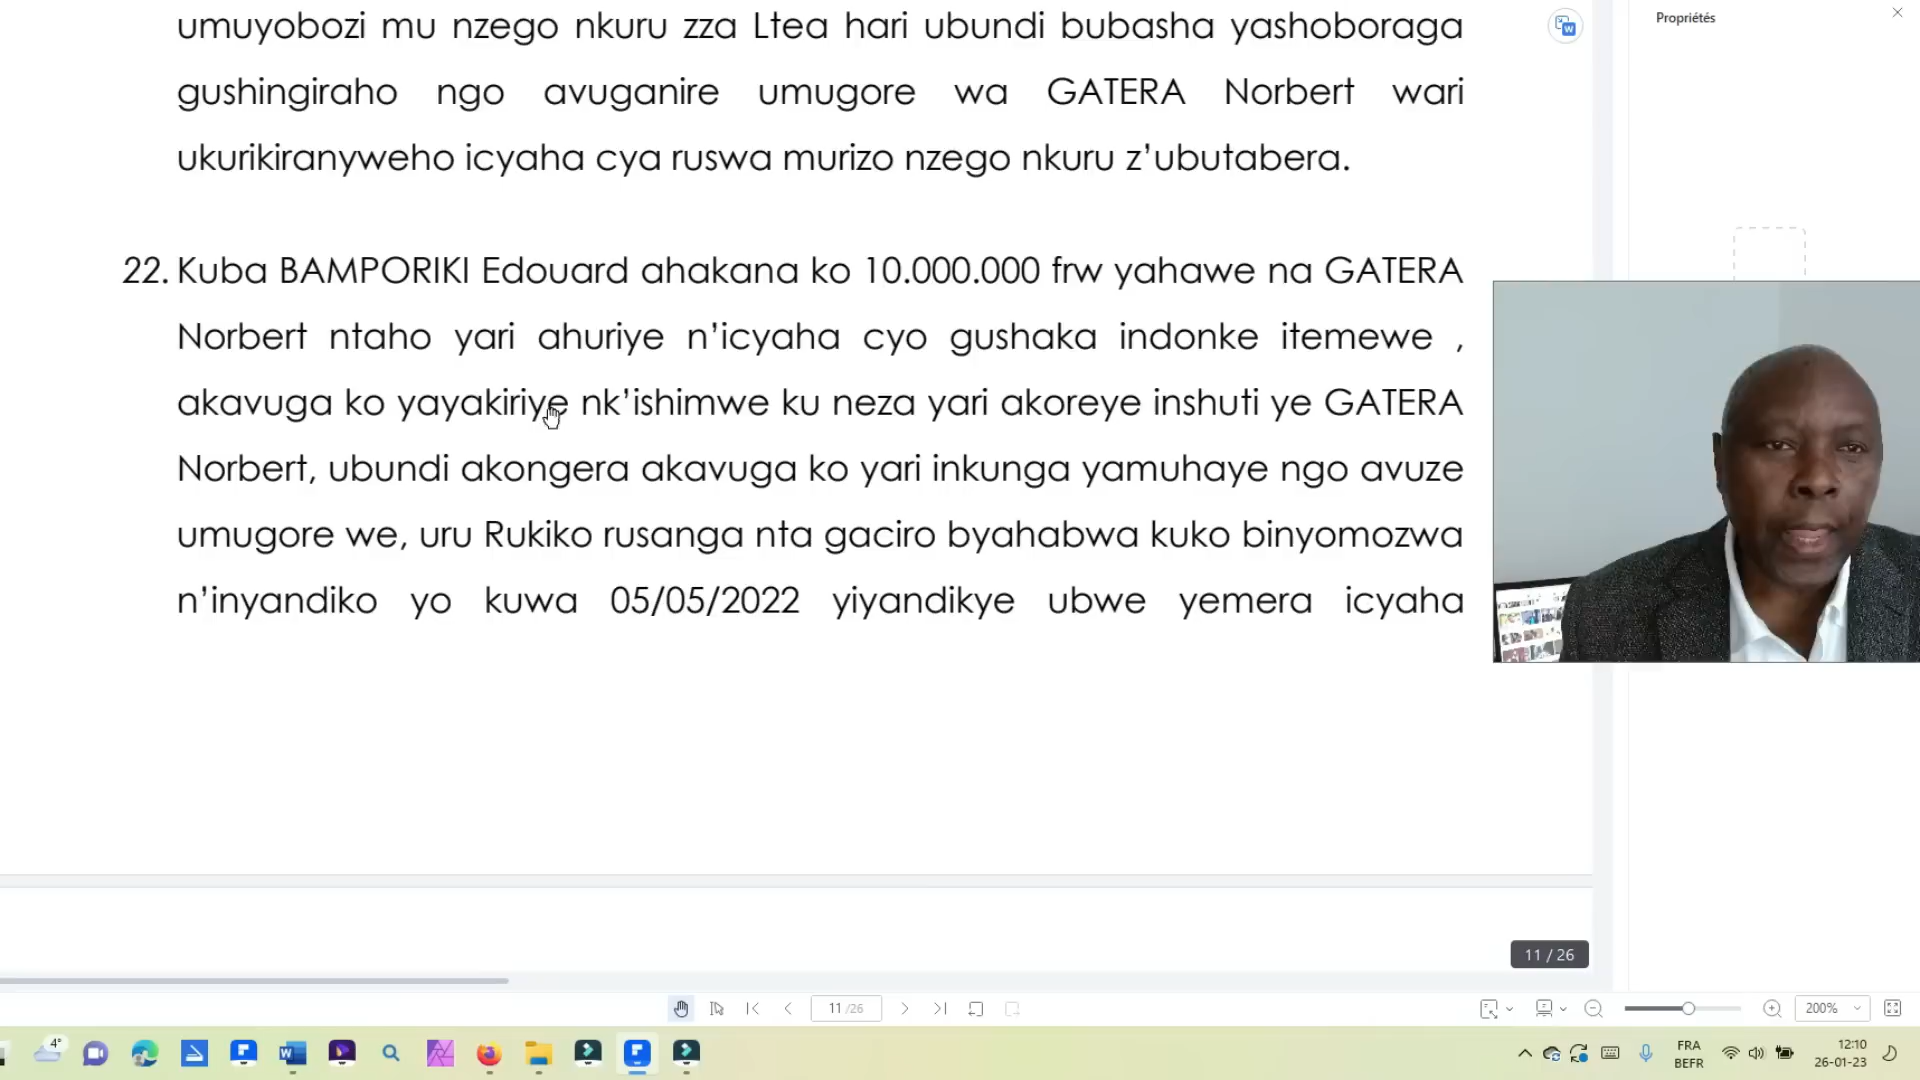 umuyobozi mu nzego nkuru zza Ltea hari ubundi bubasha yashoboraga
Propriétés
gushingiraho ngo avuganire umugore wa GATERA Norbert wari
ukurikiranyweho icyaha cya ruswa murizo nzego nkuru z’ubutabera.
22. Kuba BAMPORIKI Edouard ahakana ko 10.000.000 frw yahawe na GATERA
Norbert ntaho yari ahuriye n’icyaha cyo gushaka indonke itemewe ,
akavuga ko yayakiriye nk’ishimwe ku neza yari akoreye inshuti ye GATERA
Norbert, ubundi akongera akavuga ko yari inkunga yamuhaye ngo avuze
umugore we, uru Rukiko rusanga nta gaciro byahabwa kuko binyomozwa
n’inyandiko yo kuwa 05/05/2022 yiyandikye ubwe yemera icyaha
11 / 26
11 /26
200%
4°
FRA
BEFR
12:10
26-01-23